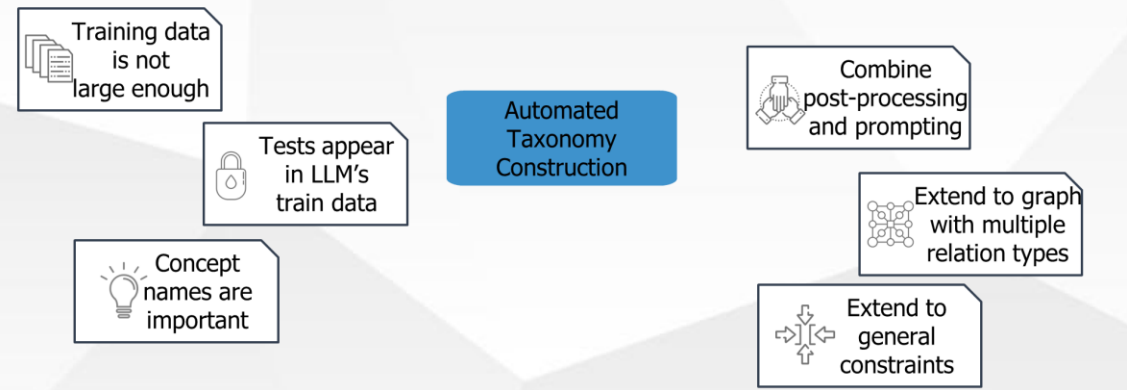 Training data
is not
large enough
Tests appear
in LLM's
train data
Concept
names are
important
Automated
Taxonomy
Construction
Combine
post-processing
and prompting
Extend to graph
with multiple
relation types
Extend to
general
constraints